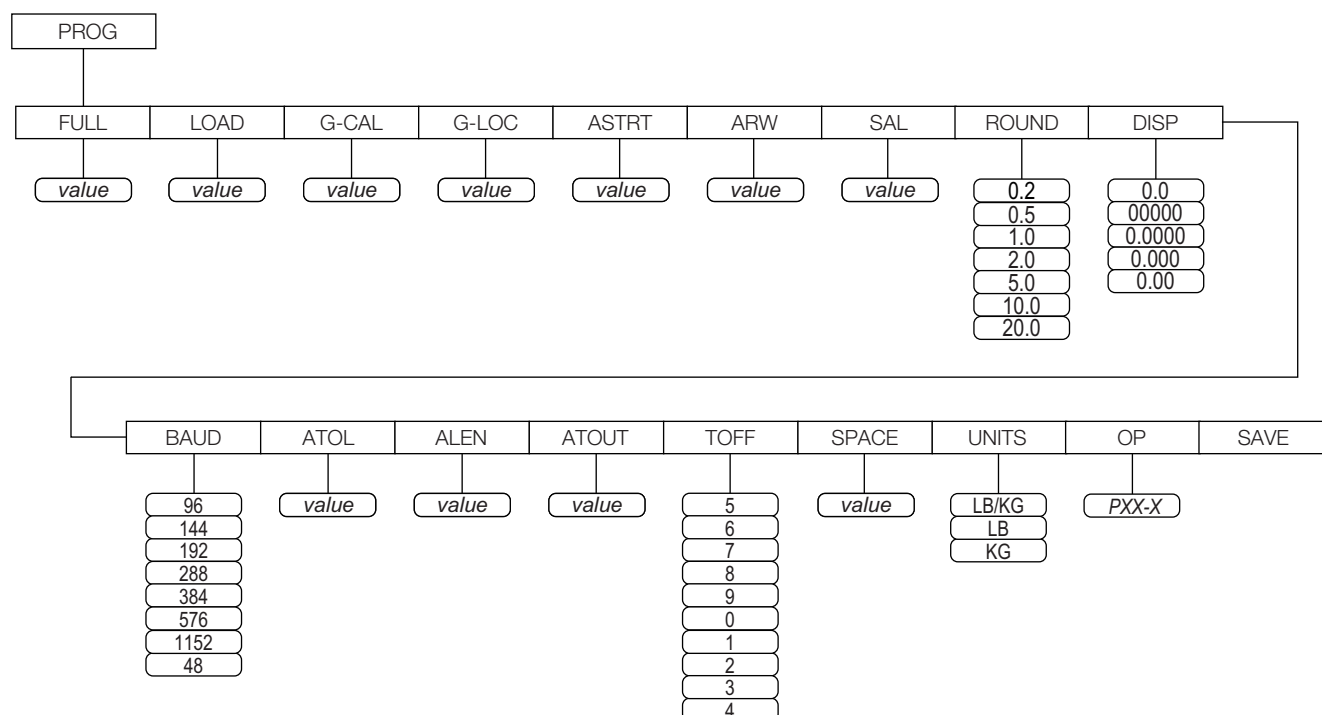 PROG
FULL LOAD G-CAL G-LOC ASTRT ARW SAL ROUND DISP
value value value value value value value 0.2 0.0
0.5 00000
1.0 0.0000
2.0 0.000
5.0 0.00
10.0
20.0
BAUD ATOL ALEN ATOUT TOFF SPACE UNITS OP SAVE
96 value value value 5 value LB/KG PXX-X
144 6 LB
192 7 KG
288 8
384 9
576 0
1152 1
48 2
3
4